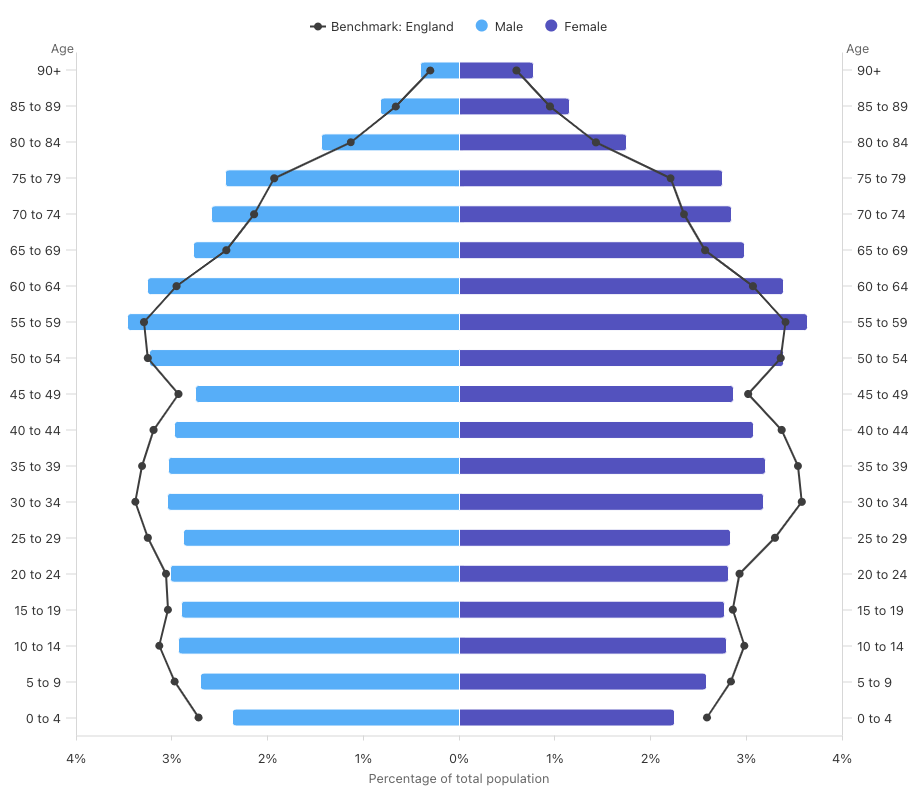 Benchmark: England Male Female
Age Age
90+ 90+
85 to 89 85 to 89
80 to 84 80 to 84
75 to 79 75 to 79
70 to 74 70 to 74
65 to 69 65 to 69
60 to 64 60 to 64
55 to 59 55 to 59
50 to 54 50 to 54
45 to 49 45 to 49
40 to 44 40 to 44
35 to 39 35 to 39
30 to 34 30 to 34
25 to 29 25 to 29
20 to 24 20 to 24
15 to 19 15 to 19
10 to 14 10 to 14
5 to 9 5 to 9
0 to 4 0 to 4
4% 3% 2% 1% 0% 1% 2% 3% 4%
Percentage of total population